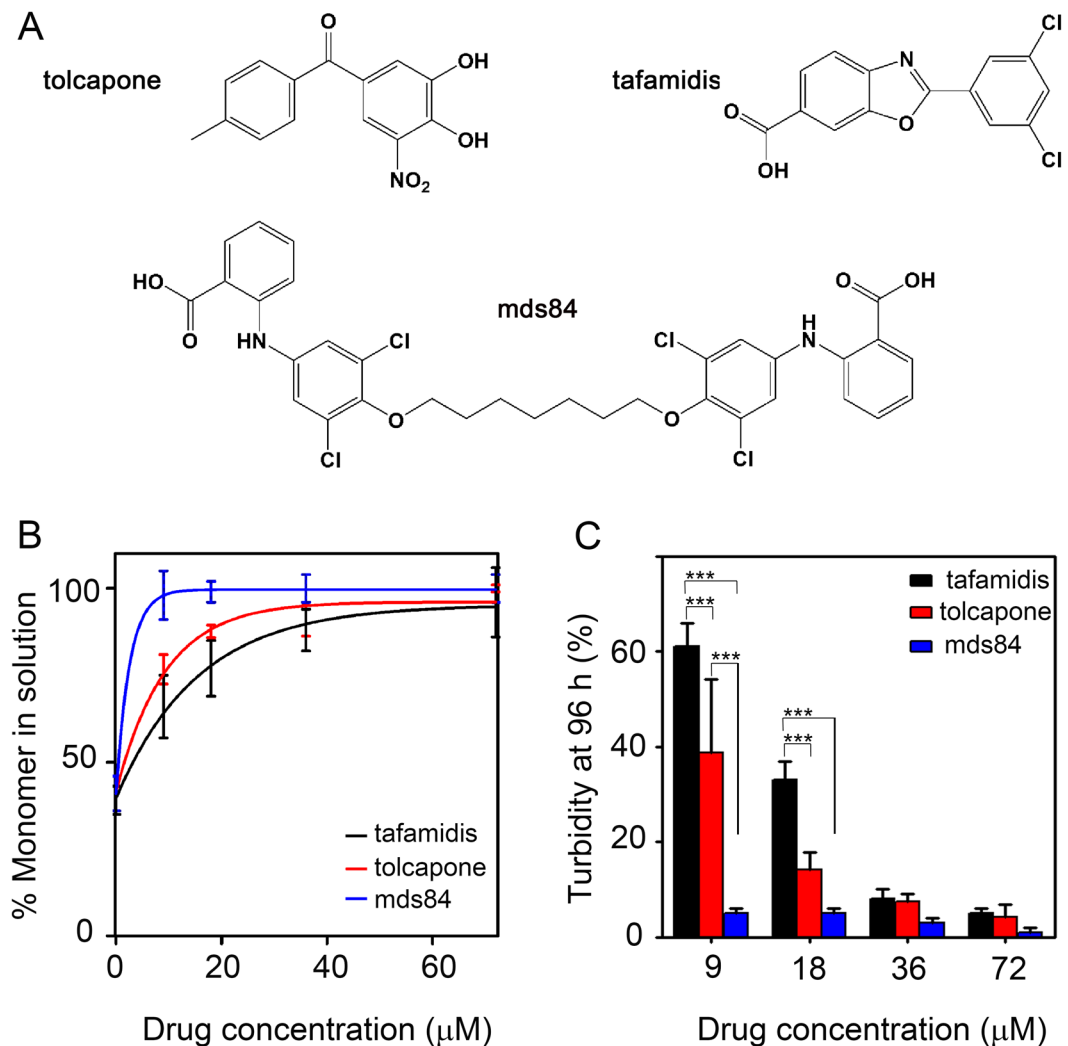 A
tolcapone
O
OH
OH
NO2
tafamidis
N
O
O
OH
Cl
Cl
mds84
HO
O
HN
Cl
Cl
O
O
Cl
Cl
H
N
O
OH
B
% Monomer in solution
100
50
0
0
20
40
60
tafamidis
tolcapone
mds84
Drug concentration (μM)
C
Turbidity at 96 h (%)
60
40
20
0
***
***
***
***
***
tafamidis
tolcapone
mds84
9
18
36
72
Drug concentration (μM)